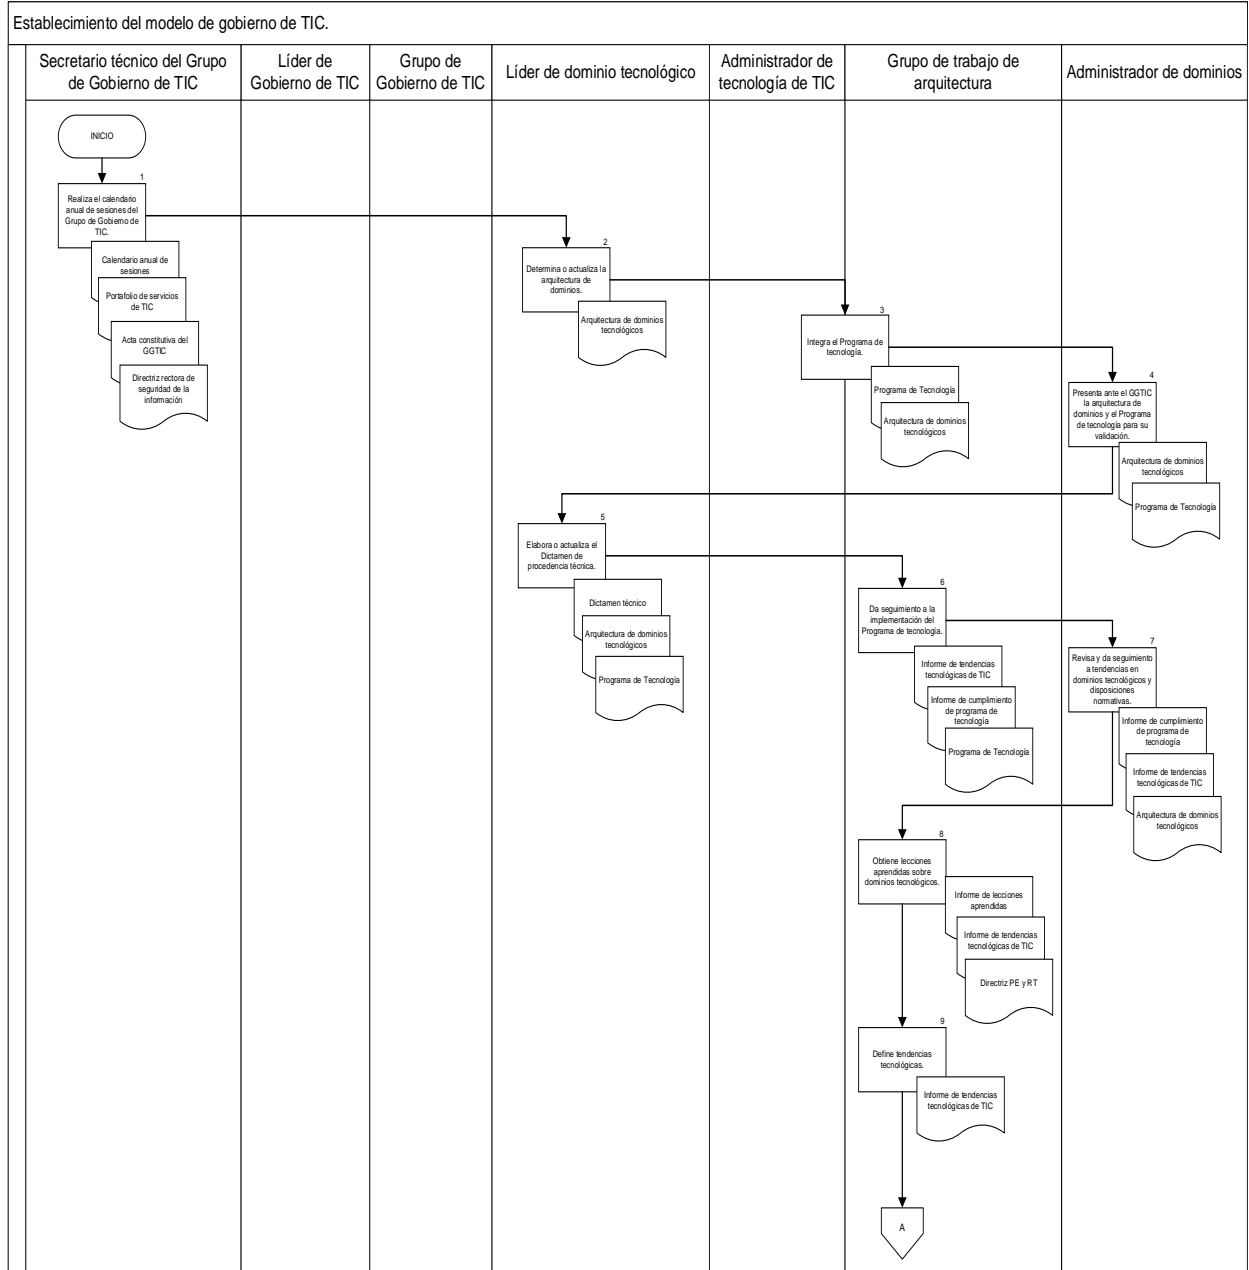 Establecimiento del modelo de gobierno de TIC.
Secretario técnico del Grupo
de Gobierno de TIC
Líder de
Gobierno de TIC
Grupo de
Gobierno de TIC
Líder de dominio tecnológico
Administrador de
tecnología de TIC
Grupo de trabajo de
arquitectura
Administrador de dominios
INICIO
1
Realiza el calendario
anual de sesiones del
Grupo de Gobierno de
TIC.
Calendario anual de
sesiones
Portafolio de servicios
de TIC
Acta constitutiva del
GGTIC
Directriz rectora de
seguridad de la
información
2
Determina o actualiza la
arquitectura de
dominios.
Arquitectura de dominios
tecnológicos
3
Integra el Programa de
tecnología.
Programa de Tecnología
Arquitectura de dominios
tecnológicos
4
Presenta ante el GGTIC
la arquitectura de
dominios y el Programa
de tecnología para su
validación.
Arquitectura de dominios
tecnológicos
Programa de Tecnología
5
Elabora o actualiza el
Dictamen de
procedencia técnica.
Dictamen técnico
Arquitectura de dominios
tecnológicos
Programa de Tecnología
6
Da seguimiento a la
implementación del
Programa de tecnología.
Informe de tendencias
tecnológicas de TIC
Informe de cumplimiento
de programa de
tecnología
Programa de Tecnología
7
Revisa y da seguimiento
a tendencias en
dominios tecnológicos y
disposiciones
normativas.
Informe de cumplimiento
de programa de
tecnología
Informe de tendencias
tecnológicas de TIC
Arquitectura de dominios
tecnológicos
8
Obtiene lecciones
aprendidas sobre
dominios tecnológicos.
Informe de lecciones
aprendidas
Informe de tendencias
tecnológicas de TIC
Directriz PE y RT
9
Define tendencias
tecnológicas.
Informe de tendencias
tecnológicas de TIC
A